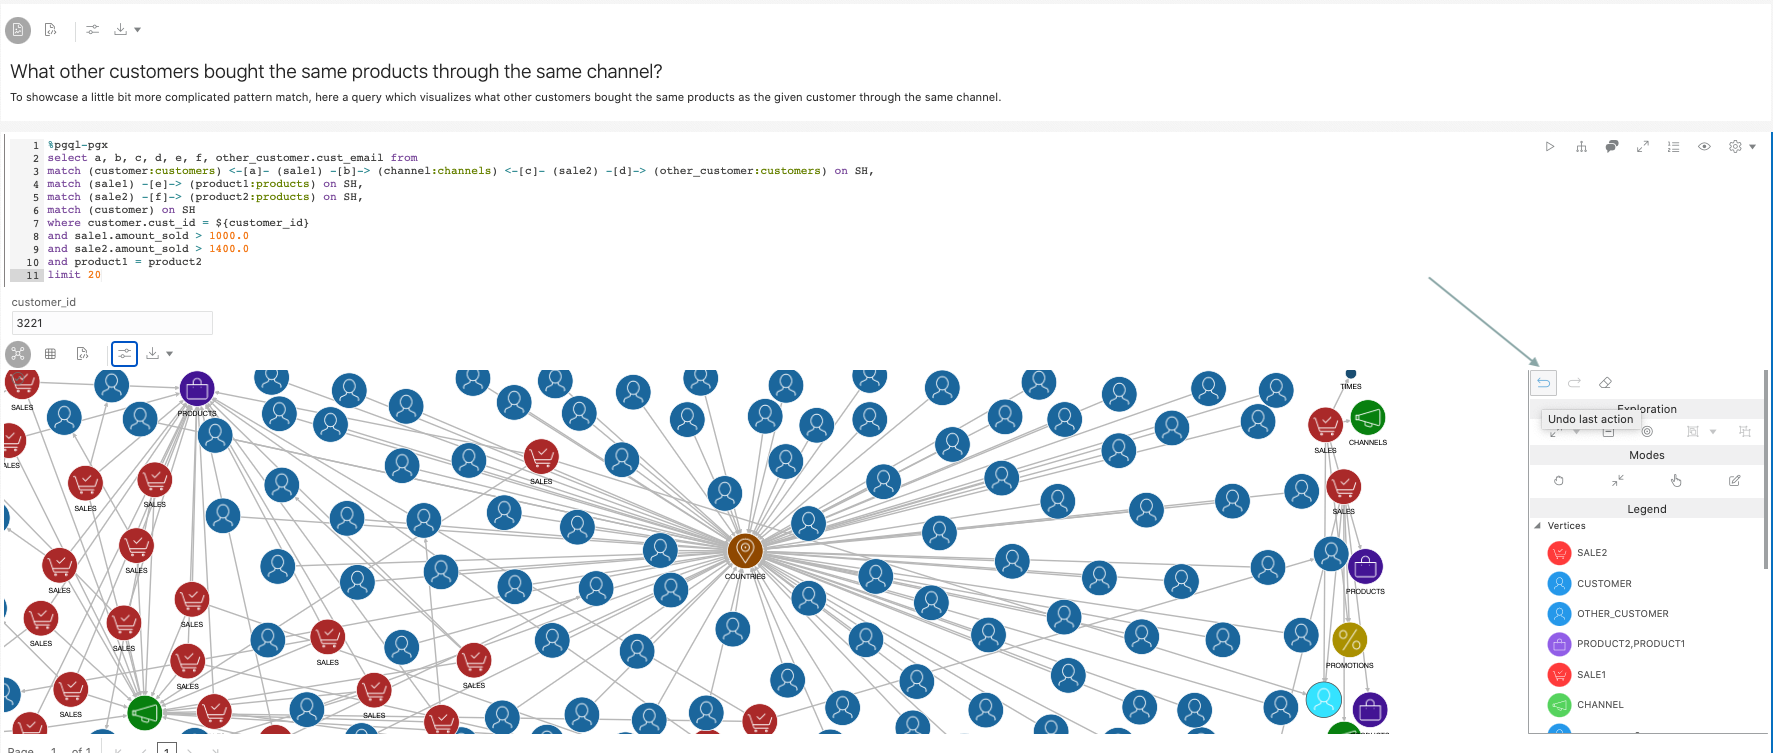 What other customers bought the same products through the same channel?
To showcase a little bit more complicated pattern match, here a query which visualizes what other customers bought the same products as the given customer through the same channel.
1 %pgql-pgx
2 select a, b, c, d, e, f, other_customer.cust_email from
3 match (customer:customers) <-[a]- (sale1) -[b]-> (channel:channels) <-[c]- (sale2) -[d]-> (other_customer:customers) on SH,
4 match (sale1) -[e]-> (product1:products) on SH,
5 match (sale2) -[f]-> (product2:products) on SH,
6 match (customer) on SH
7 where customer.cust_id = ${customer_id}
8 and sale1.amount_sold > 1000.0
9 and sale2.amount_sold > 1400.0
10 and product1 = product2
11 limit 20
customer_id
3221
SALES
PRODUCTS
TIMES
SALES
CHANNELS
ALES
SALES
SALES
SALES
SALES
SALES
SALES
COUNTRIES
PRODUCTS
SALES
SALES
SALES
SALES
SALES
SALES
SALES
PROMOTIONS
SALES
SALES
Undo last action
Exploration
Modes
Legend
Vertices
SALE2
CUSTOMER
OTHER_CUSTOMER
PRODUCT2,PRODUCT1
SALE1
CHANNEL
Page 1 of 1 1